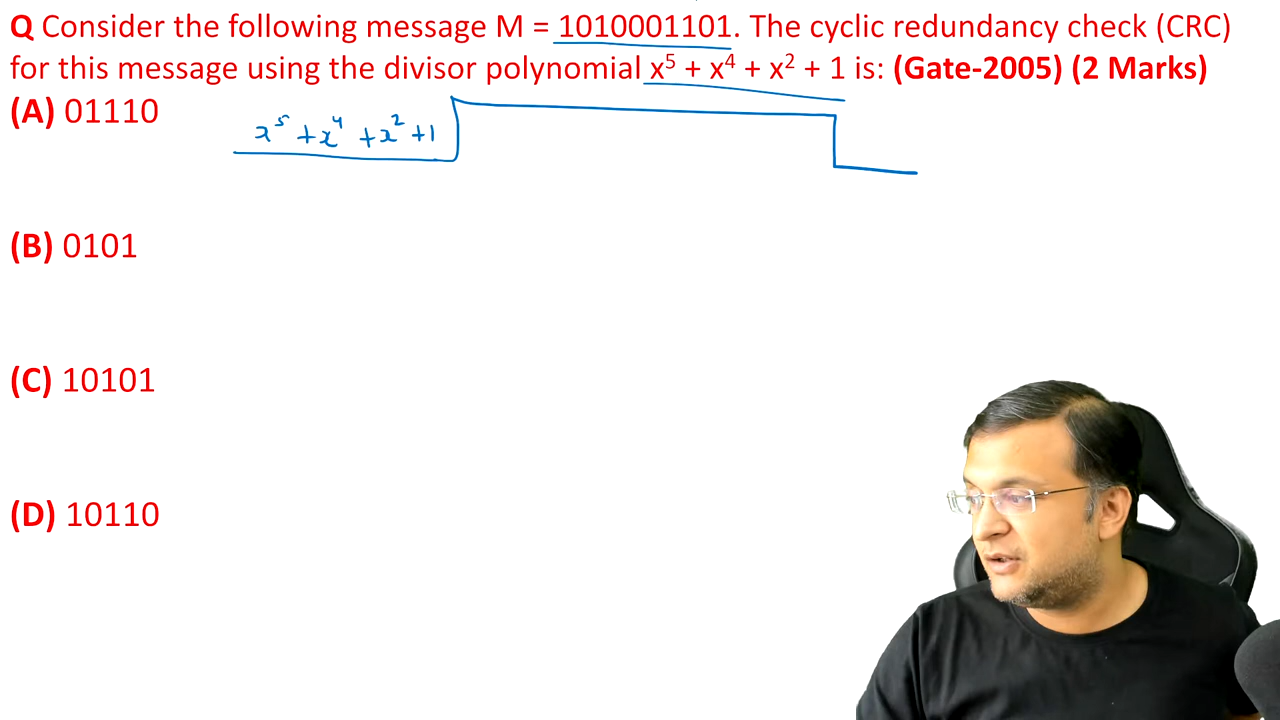 Q Consider the following message M = 1010001101. The cyclic redundancy check (CRC)
for this message using the divisor polynomial x⁵ + x⁴ + x² + 1 is: (Gate-2005) (2 Marks)
(A) 01110
x⁵ + x⁴ + x² + 1
(B) 0101
(C) 10101
(D) 10110